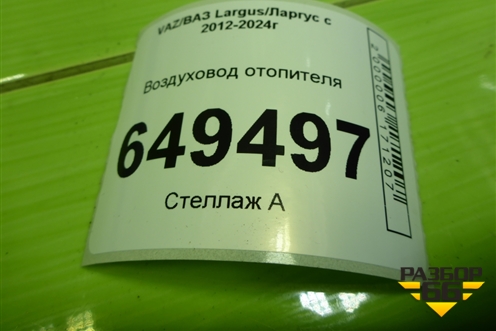 VAZ/ВАЗ Largus/Ларгус с
2012-2024г
Воздуховод отопителя
649497
Стеллаж А
2000006171207
РАЗБОР
66